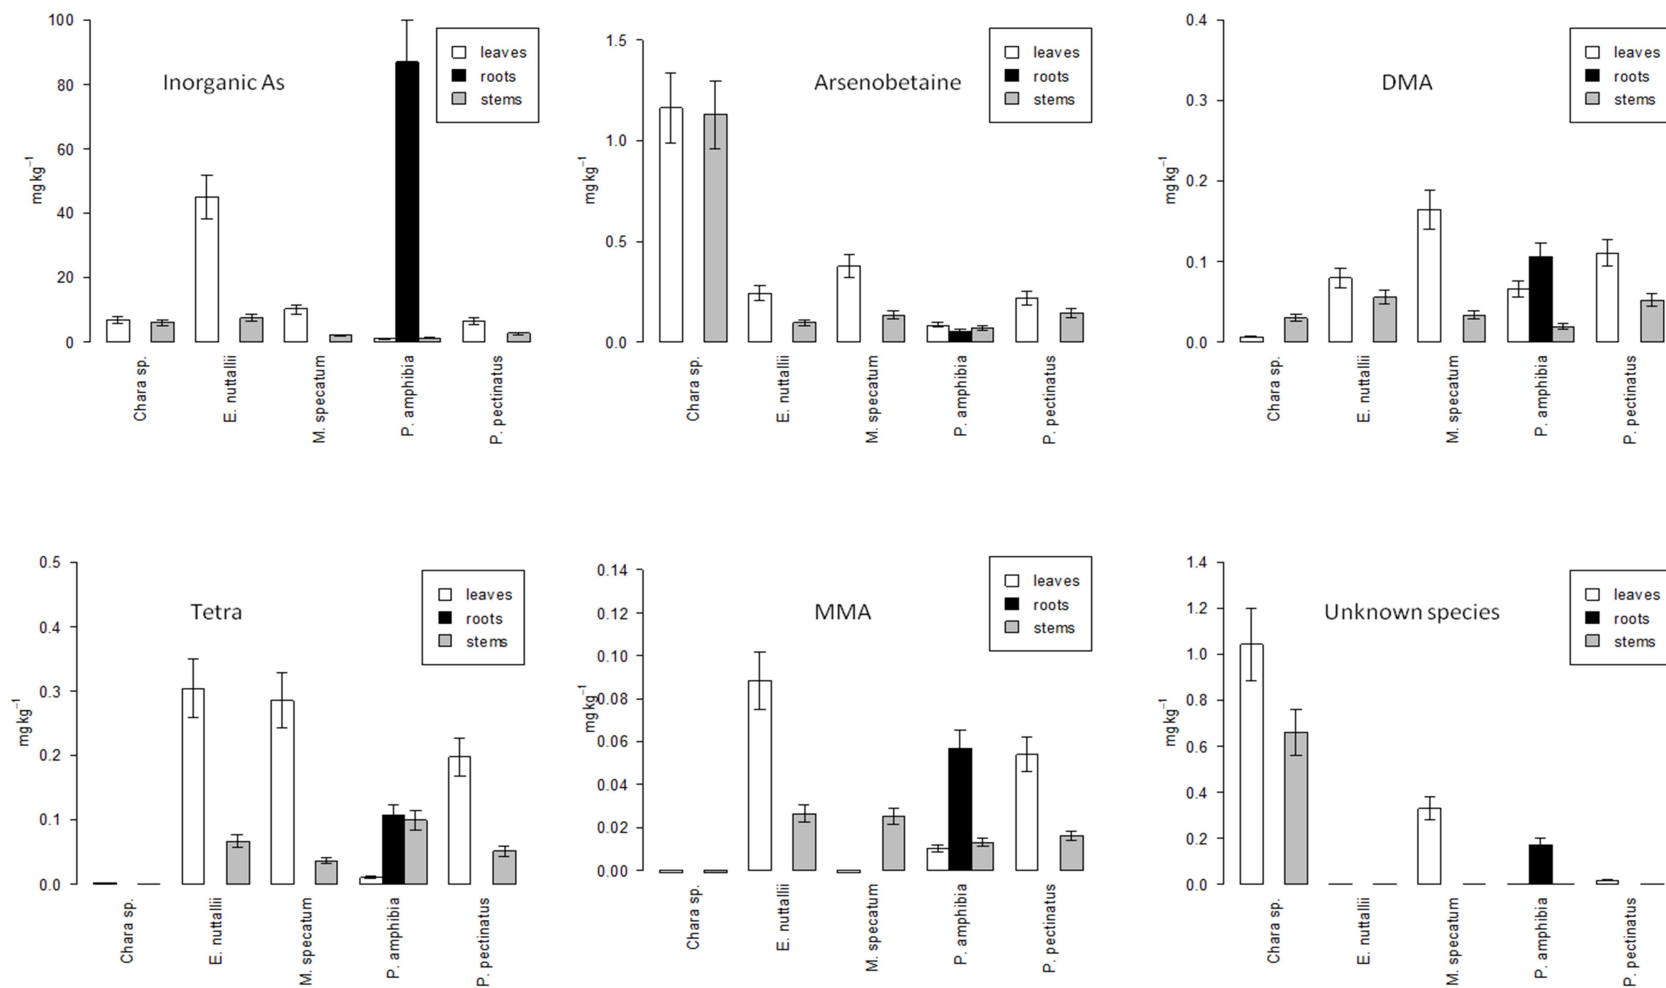 Inorganic As
mg kg⁻¹
100
80
60
40
20
0
leaves
roots
stems
Chara sp.
E. nuttallii
M. specatum
P. amphibia
P. pectinatus
Arsenobetaine
mg kg⁻¹
1.5
1.0
0.5
0.0
leaves
roots
stems
Chara sp.
E. nuttallii
M. specatum
P. amphibia
P. pectinatus
DMA
mg kg⁻¹
0.4
0.3
0.2
0.1
0.0
leaves
roots
stems
Chara sp.
E. nuttallii
M. specatum
P. amphibia
P. pectinatus
Tetra
mg kg⁻¹
0.5
0.4
0.3
0.2
0.1
0.0
leaves
roots
stems
Chara sp.
E. nuttallii
M. specatum
P. amphibia
P. pectinatus
MMA
mg kg⁻¹
0.14
0.12
0.10
0.08
0.06
0.04
0.02
0.00
leaves
roots
stems
Chara sp.
E. nuttallii
M. specatum
P. amphibia
P. pectinatus
Unknown species
mg kg⁻¹
1.4
1.2
1.0
0.8
0.6
0.4
0.2
0.0
leaves
roots
stems
Chara sp.
E. nuttallii
M. specatum
P. amphibia
P. pectinatus